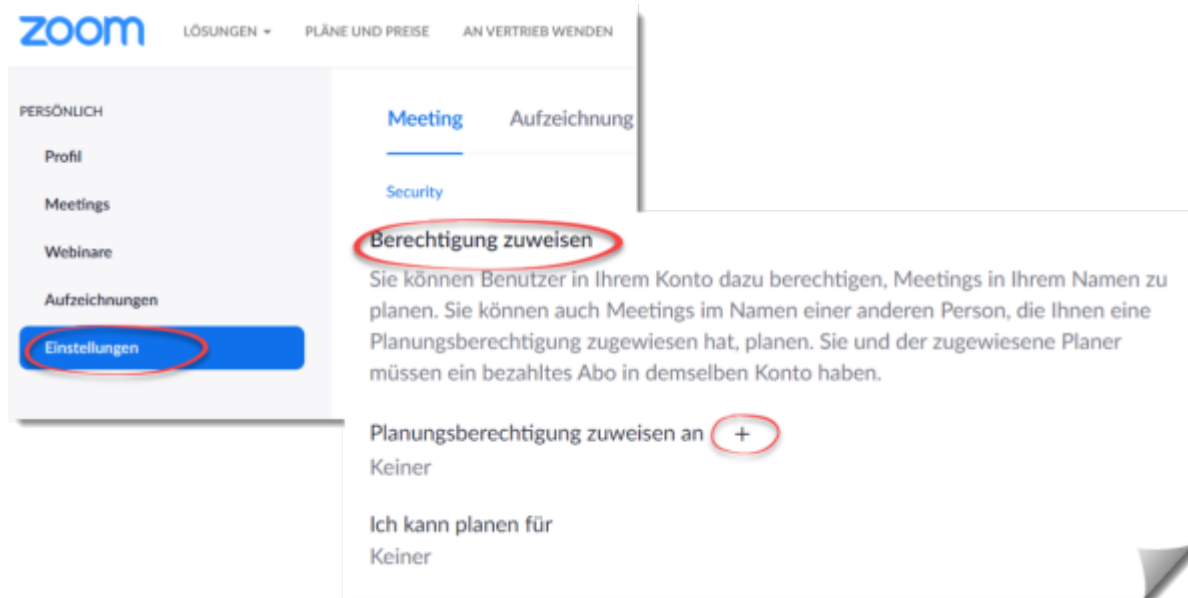 zoom LÖSUNGEN PLÄNE UND PREISE AN VERTRIEB WENDEN
PERSÖNLICH
Profil
Meetings
Webinare
Aufzeichnungen
Einstellungen
Meeting Aufzeichnung
Security
Berechtigung zuweisen
Sie können Benutzer in Ihrem Konto dazu berechtigen, Meetings in Ihrem Namen zu
planen. Sie können auch Meetings im Namen einer anderen Person, die Ihnen eine
Planungsberechtigung zugewiesen hat, planen. Sie und der zugewiesene Planer
müssen ein bezahltes Abo in demselben Konto haben.
Planungsberechtigung zuweisen an +
Keiner
Ich kann planen für
Keiner